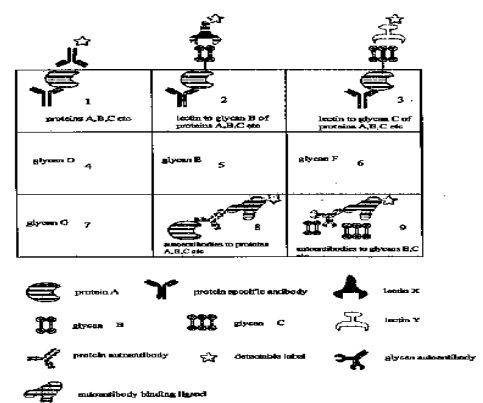 1
proteins A,B,C etc
2
lectin to glycan B of
proteins A,B,C etc
3
lectin to glycan C of
proteins A,B,C etc
glycan D 4
glycan E 5
glycan F 6
glycan G 7
8
autoantibodies to proteins
A,B,C etc
9
autoantibodies to glycans B,C
etc
protein A
protein specific antibody
lectin X
glycan B
glycan C
lectin Y
protein autoantibody
detectable label
glycan autoantibody
autoantibody binding ligand